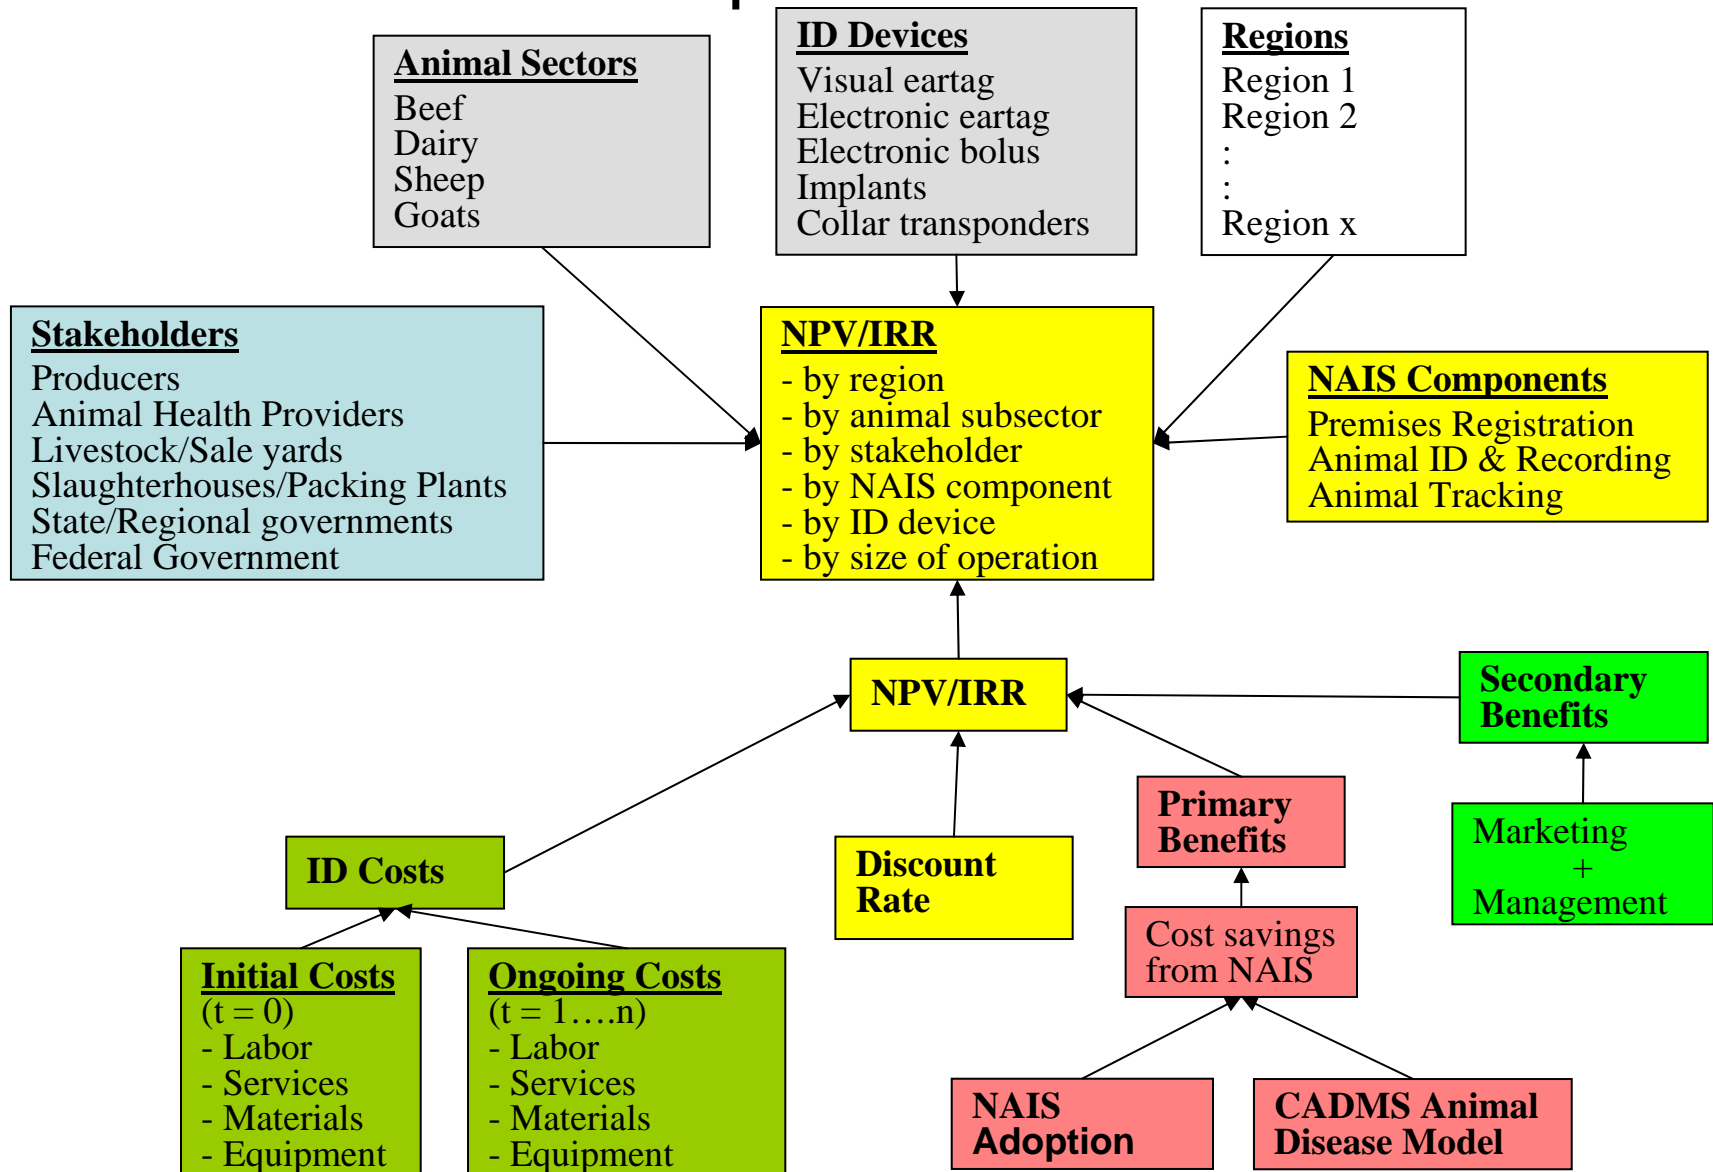 ID Devices
Visual eartag
Electronic eartag
Electronic bolus
Implants
Collar transponders
Regions
Region 1
Region 2
:
:
Region x
Animal Sectors
Beef
Dairy
Sheep
Goats
Stakeholders
Producers
Animal Health Providers
Livestock/Sale yards
Slaughterhouses/Packing Plants
State/Regional governments
Federal Government
NPV/IRR
- by region
- by animal subsector
- by stakeholder
- by NAIS component
- by ID device
- by size of operation
NAIS Components
Premises Registration
Animal ID & Recording
Animal Tracking
NPV/IRR
Secondary
Benefits
Primary
Benefits
Marketing
+
Management
ID Costs
Discount
Rate
Cost savings
from NAIS
Initial Costs
(t = 0)
- Labor
- Services
- Materials
- Equipment
Ongoing Costs
(t = 1….n)
- Labor
- Services
- Materials
- Equipment
NAIS
Adoption
CADMS Animal
Disease Model